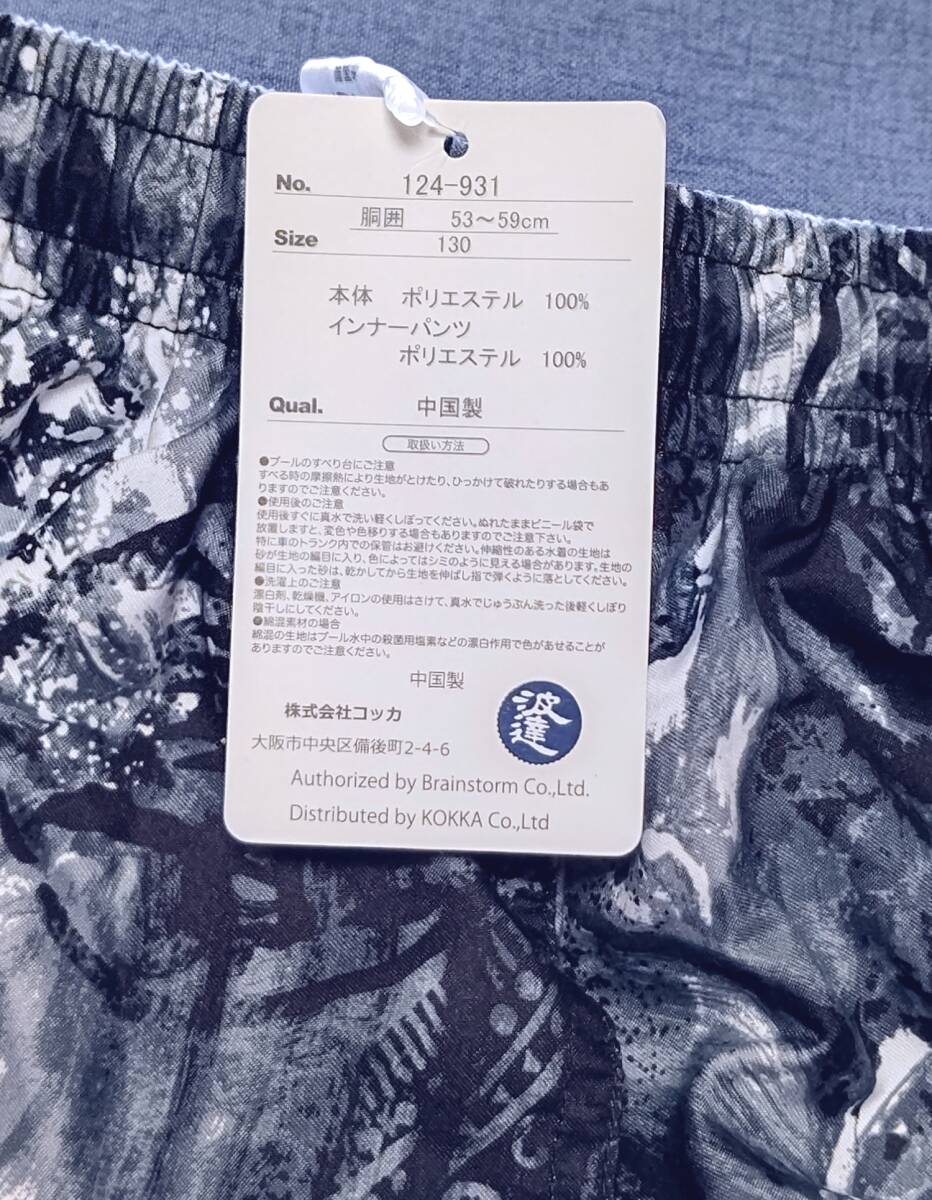 No. 124-931
胴囲 53～59cm
Size 130
本体 ポリエステル 100%
インナーパンツ
ポリエステル 100%
Qual. 中国製
取扱い方法
●プールのすべり台にご注意
すべる時の摩擦熱により生地がとけたり、ひっかけて破れたりする場合もあ
りますのでご注意ください。
●使用後のご注意
使用後すぐに真水で洗い軽くしぼってください。ぬれたままビニール袋で
放置しますと、変色や色移りする場合もありますのでご注意下さい。
特に車のトランク内での保管はお避けください。伸縮性のある水着の生地は
砂が生地の編目に入り、色によってはシミのように見える場合があります。生地の
編目に入った砂は、乾かしてから生地を伸ばし指で弾くように落としてください。
●洗濯上のご注意
漂白剤、乾燥機、アイロンの使用はさけて、真水でじゅうぶん洗った後軽くしぼり
陰干しにしてください。
●綿混素材の場合
綿混の生地はプール水中の殺菌用塩素などの漂白作用で色があせることが
ありますのでご注意ください。
中国製
波達
株式会社コッカ
大阪市中央区備後町2-4-6
Authorized by Brainstorm Co.,Ltd.
Distributed by KOKKA Co.,Ltd